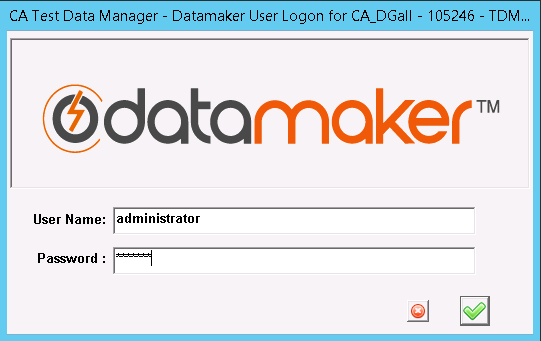 CA Test Data Manager - Datamaker User Logon for CA_DGall - 105246 - TDM...
datamaker™
User Name: administrator
Password : *******